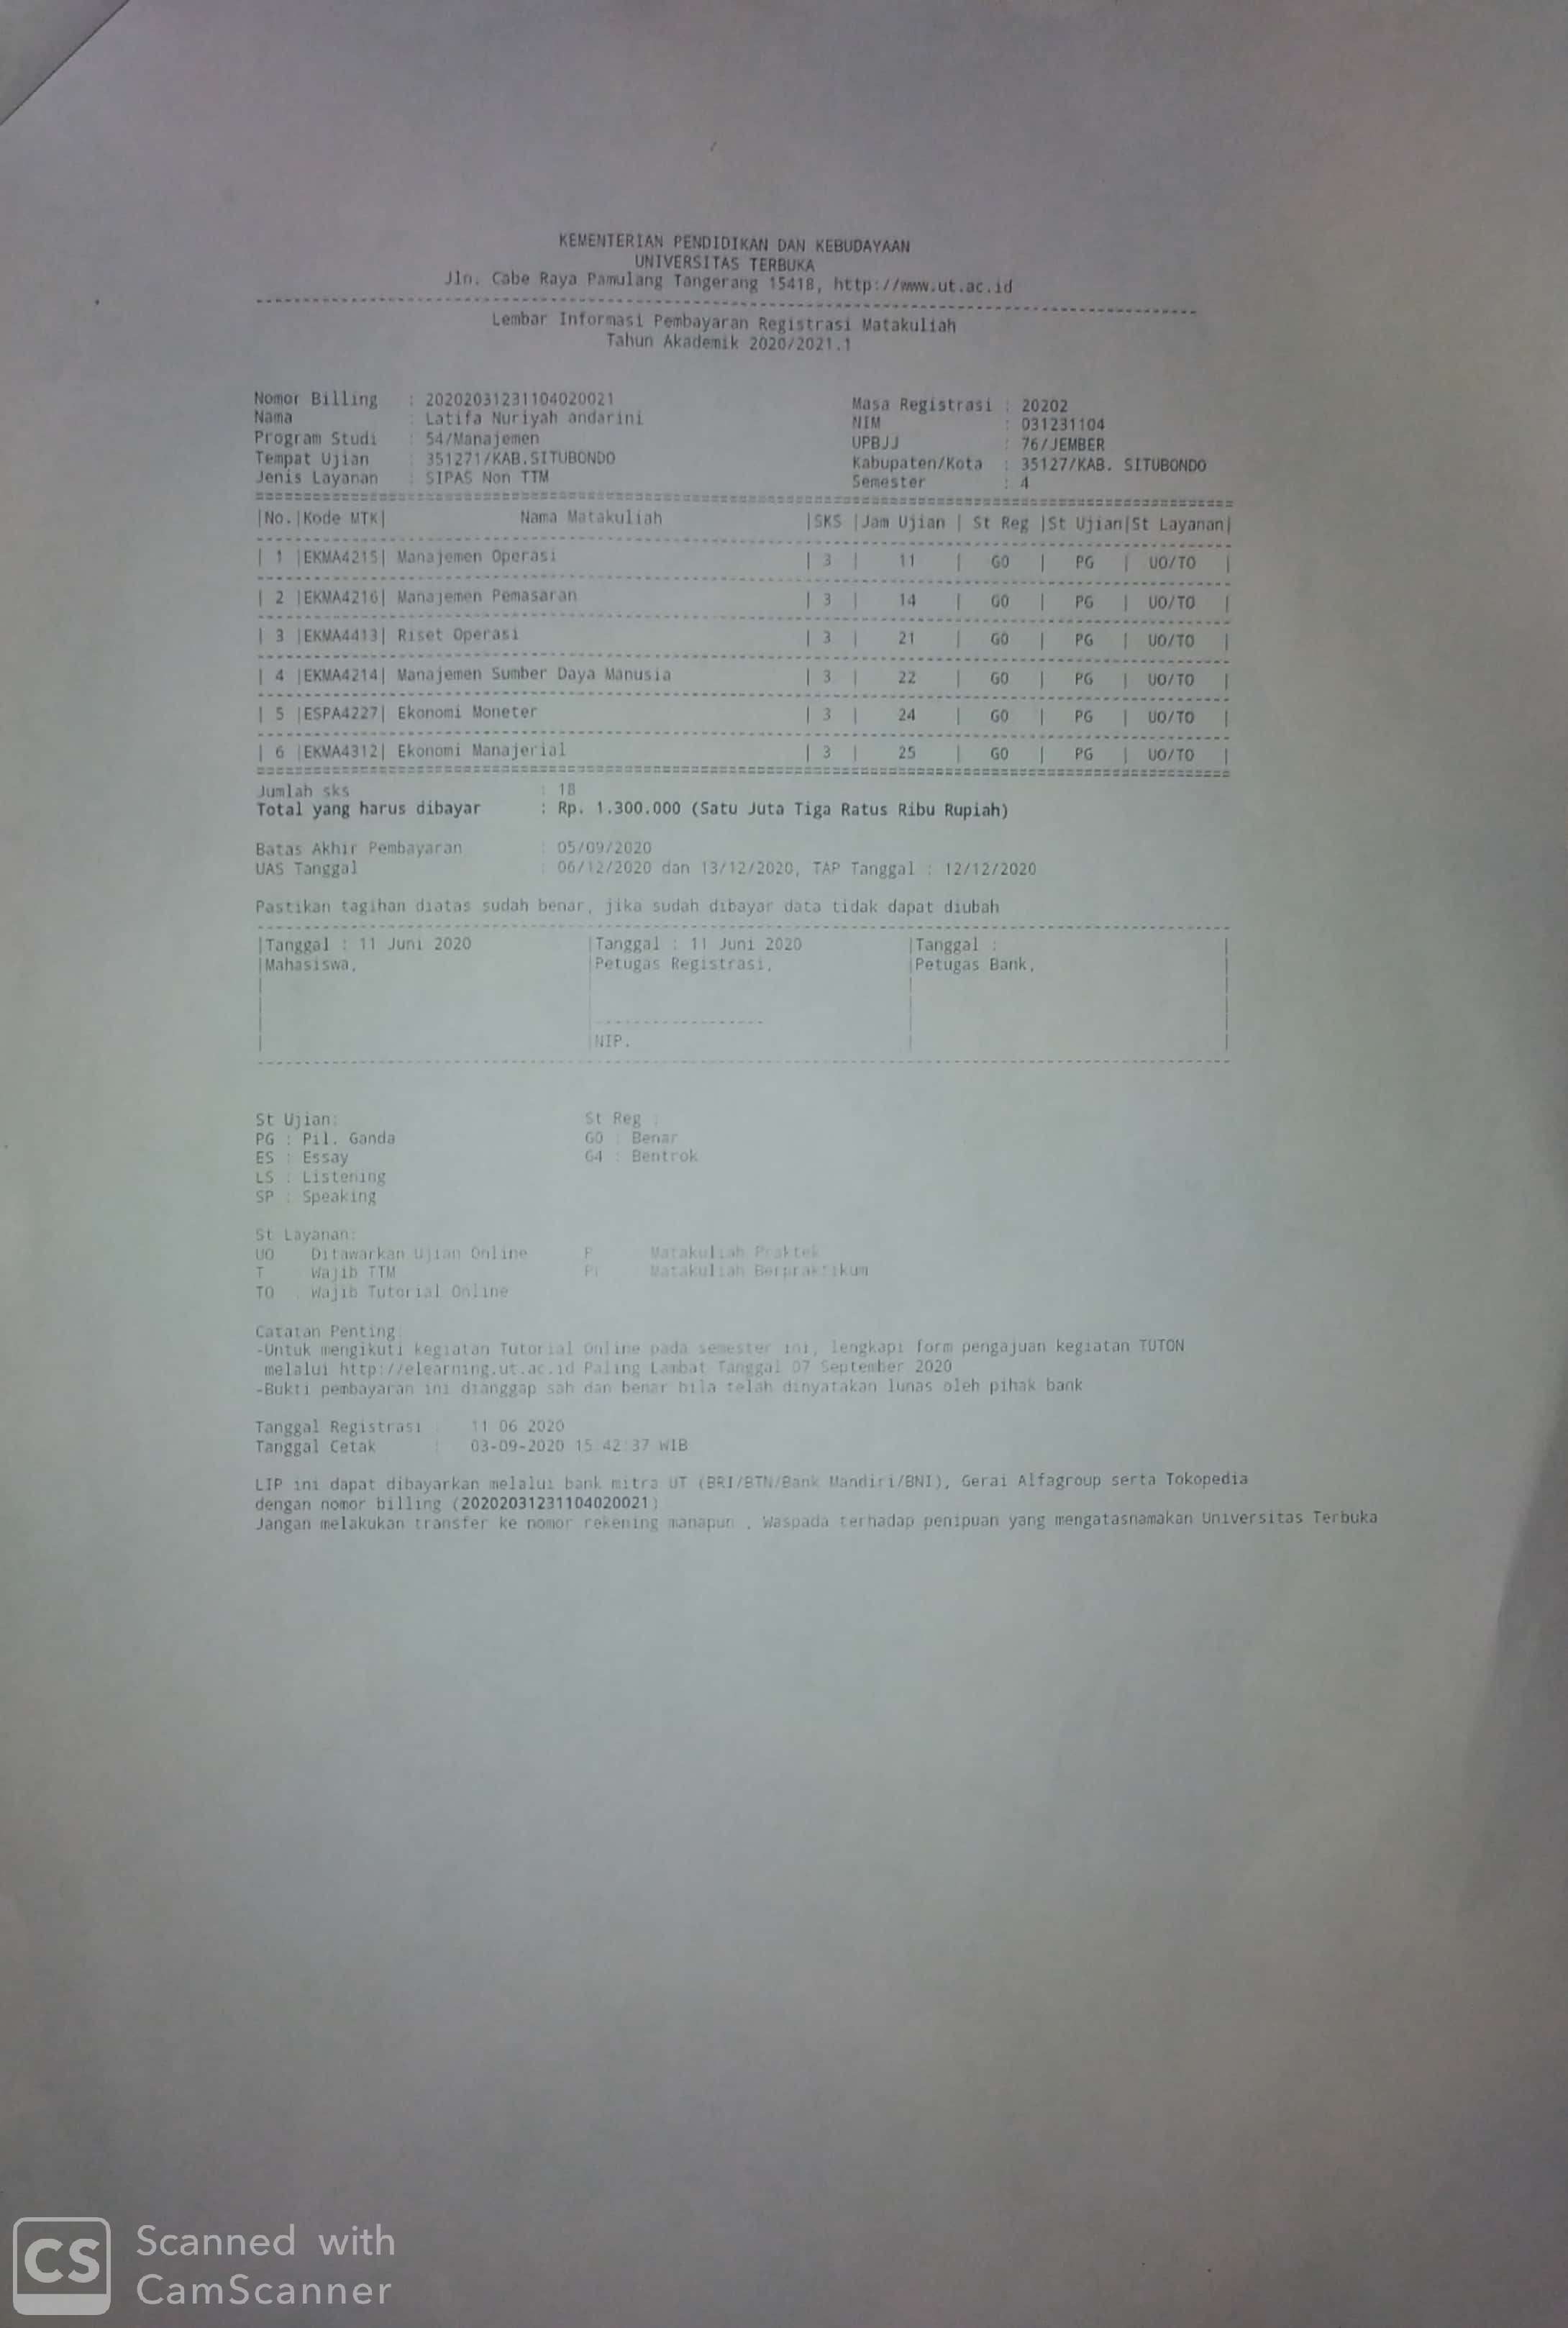 KEMENTERIAN PENDIDIKAN DAN KEBUDAYAAN
UNIVERSITAS TERBUKA
Jln. Cabe Raya Pamulang Tangerang 15418, http://www.ut.ac.id
Lembar Informasi Pembayaran Registrasi Matakuliah
Tahun Akademik 2020/2021.1
Nomor Billing : 20202031231104020021 Masa Registrasi : 20202
Nama : Latifa Nuriyah andarini NIM : 031231104
Program Studi : 54/Manajemen UPBJJ : 76/JEMBER
Tempat Ujian : 351271/KAB.SITUBONDO Kabupaten/Kota : 35127/KAB. SITUBONDO
Jenis Layanan : SIPAS Non TTM Semester : 4
|No.|Kode MTK| Nama Matakuliah |SKS |Jam Ujian | St Reg |St Ujian|St Layanan|
| 1 |EKMA4215| Manajemen Operasi | 3 | 11 | G0 | PG | UO/TO |
| 2 |EKMA4216| Manajemen Pemasaran | 3 | 14 | G0 | PG | UO/TO |
| 3 |EKMA4413| Riset Operasi | 3 | 21 | G0 | PG | UO/TO |
| 4 |EKMA4214| Manajemen Sumber Daya Manusia | 3 | 22 | G0 | PG | UO/TO |
| 5 |ESPA4227| Ekonomi Moneter | 3 | 24 | G0 | PG | UO/TO |
| 6 |EKMA4312| Ekonomi Manajerial | 3 | 25 | G0 | PG | UO/TO |
Jumlah sks : 18
Total yang harus dibayar : Rp. 1.300.000 (Satu Juta Tiga Ratus Ribu Rupiah)
Batas Akhir Pembayaran : 05/09/2020
UAS Tanggal : 06/12/2020 dan 13/12/2020, TAP Tanggal : 12/12/2020
Pastikan tagihan diatas sudah benar, jika sudah dibayar data tidak dapat diubah
|Tanggal : 11 Juni 2020 |Tanggal : 11 Juni 2020 |Tanggal : |
|Mahasiswa, |Petugas Registrasi, |Petugas Bank, |
|NIP.
St Ujian: St Reg :
PG : Pil. Ganda G0 : Benar
ES : Essay G4 : Bentrok
LS : Listening
SP : Speaking
St Layanan:
UO : Ditawarkan Ujian Online P : Matakuliah Praktek
T : Wajib TTM Pr : Matakuliah Berpraktikum
TO : Wajib Tutorial Online
Catatan Penting
-Untuk mengikuti kegiatan Tutorial Online pada semester ini, lengkapi form pengajuan kegiatan TUTON
melalui http://elearning.ut.ac.id Paling Lambat Tanggal 07 September 2020
-Bukti pembayaran ini dianggap sah dan benar bila telah dinyatakan lunas oleh pihak bank
Tanggal Registrasi : 11 06 2020
Tanggal Cetak : 03-09-2020 15:42:37 WIB
LIP ini dapat dibayarkan melalui bank mitra UT (BRI/BTN/Bank Mandiri/BNI), Gerai Alfagroup serta Tokopedia
dengan nomor billing (20202031231104020021)
Jangan melakukan transfer ke nomor rekening manapun . Waspada terhadap penipuan yang mengatasnamakan Universitas Terbuka
CS Scanned with
CamScanner